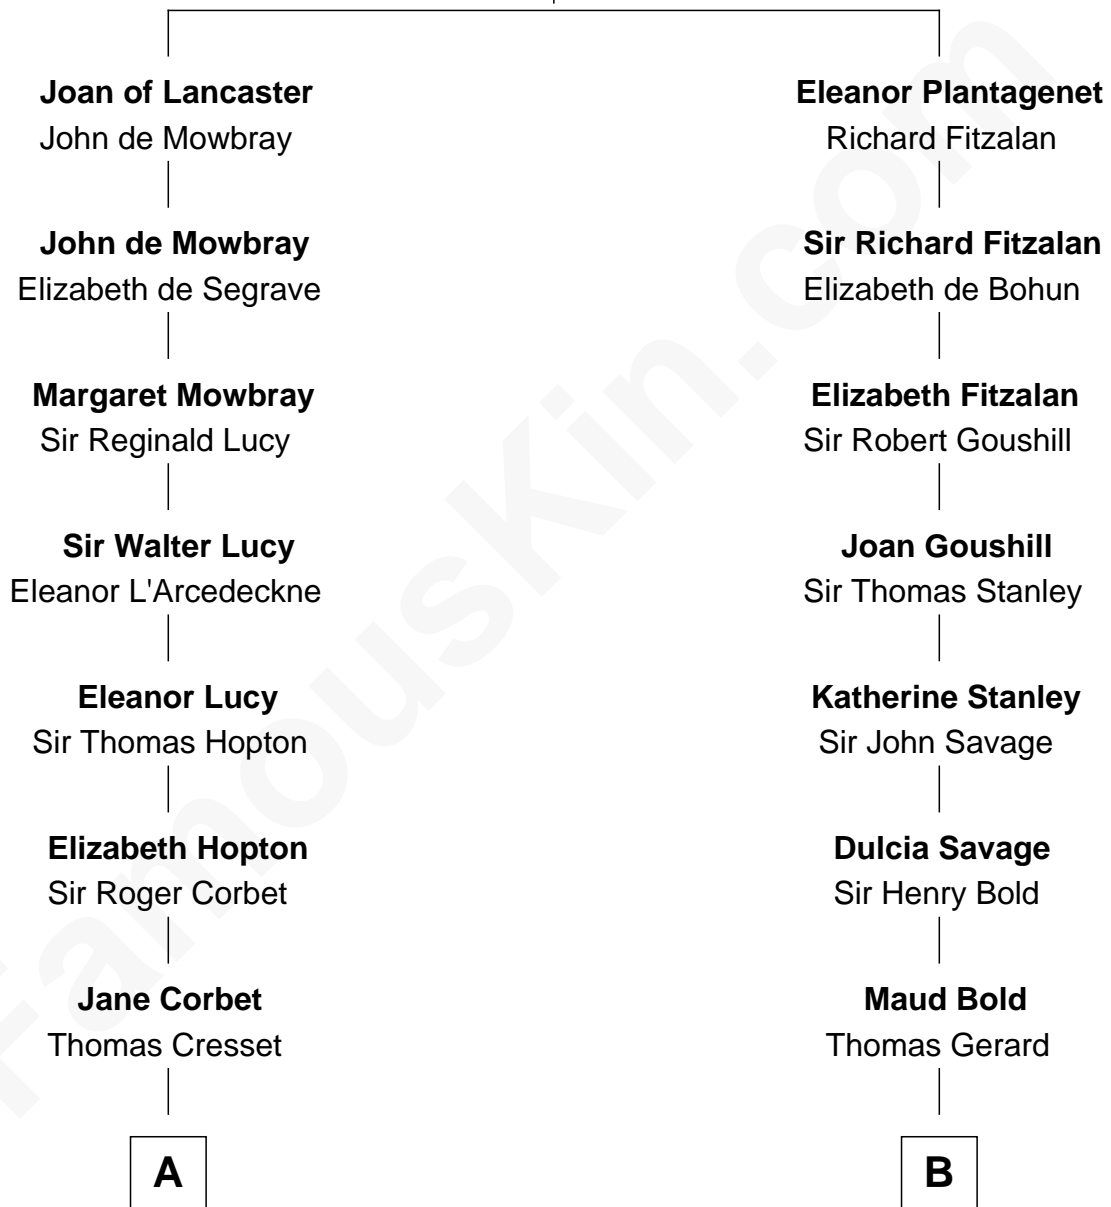 Joan of Lancaster
John de Mowbray
John de Mowbray
Elizabeth de Segrave
Margaret Mowbray
Sir Reginald Lucy
Sir Walter Lucy
Eleanor L'Arcedeckne
Eleanor Lucy
Sir Thomas Hopton
Elizabeth Hopton
Sir Roger Corbet
Jane Corbet
Thomas Cresset
A
Eleanor Plantagenet
Richard Fitzalan
Sir Richard Fitzalan
Elizabeth de Bohun
Elizabeth Fitzalan
Sir Robert Goushill
Joan Goushill
Sir Thomas Stanley
Katherine Stanley
Sir John Savage
Dulcia Savage
Sir Henry Bold
Maud Bold
Thomas Gerard
B
FamousKin.com